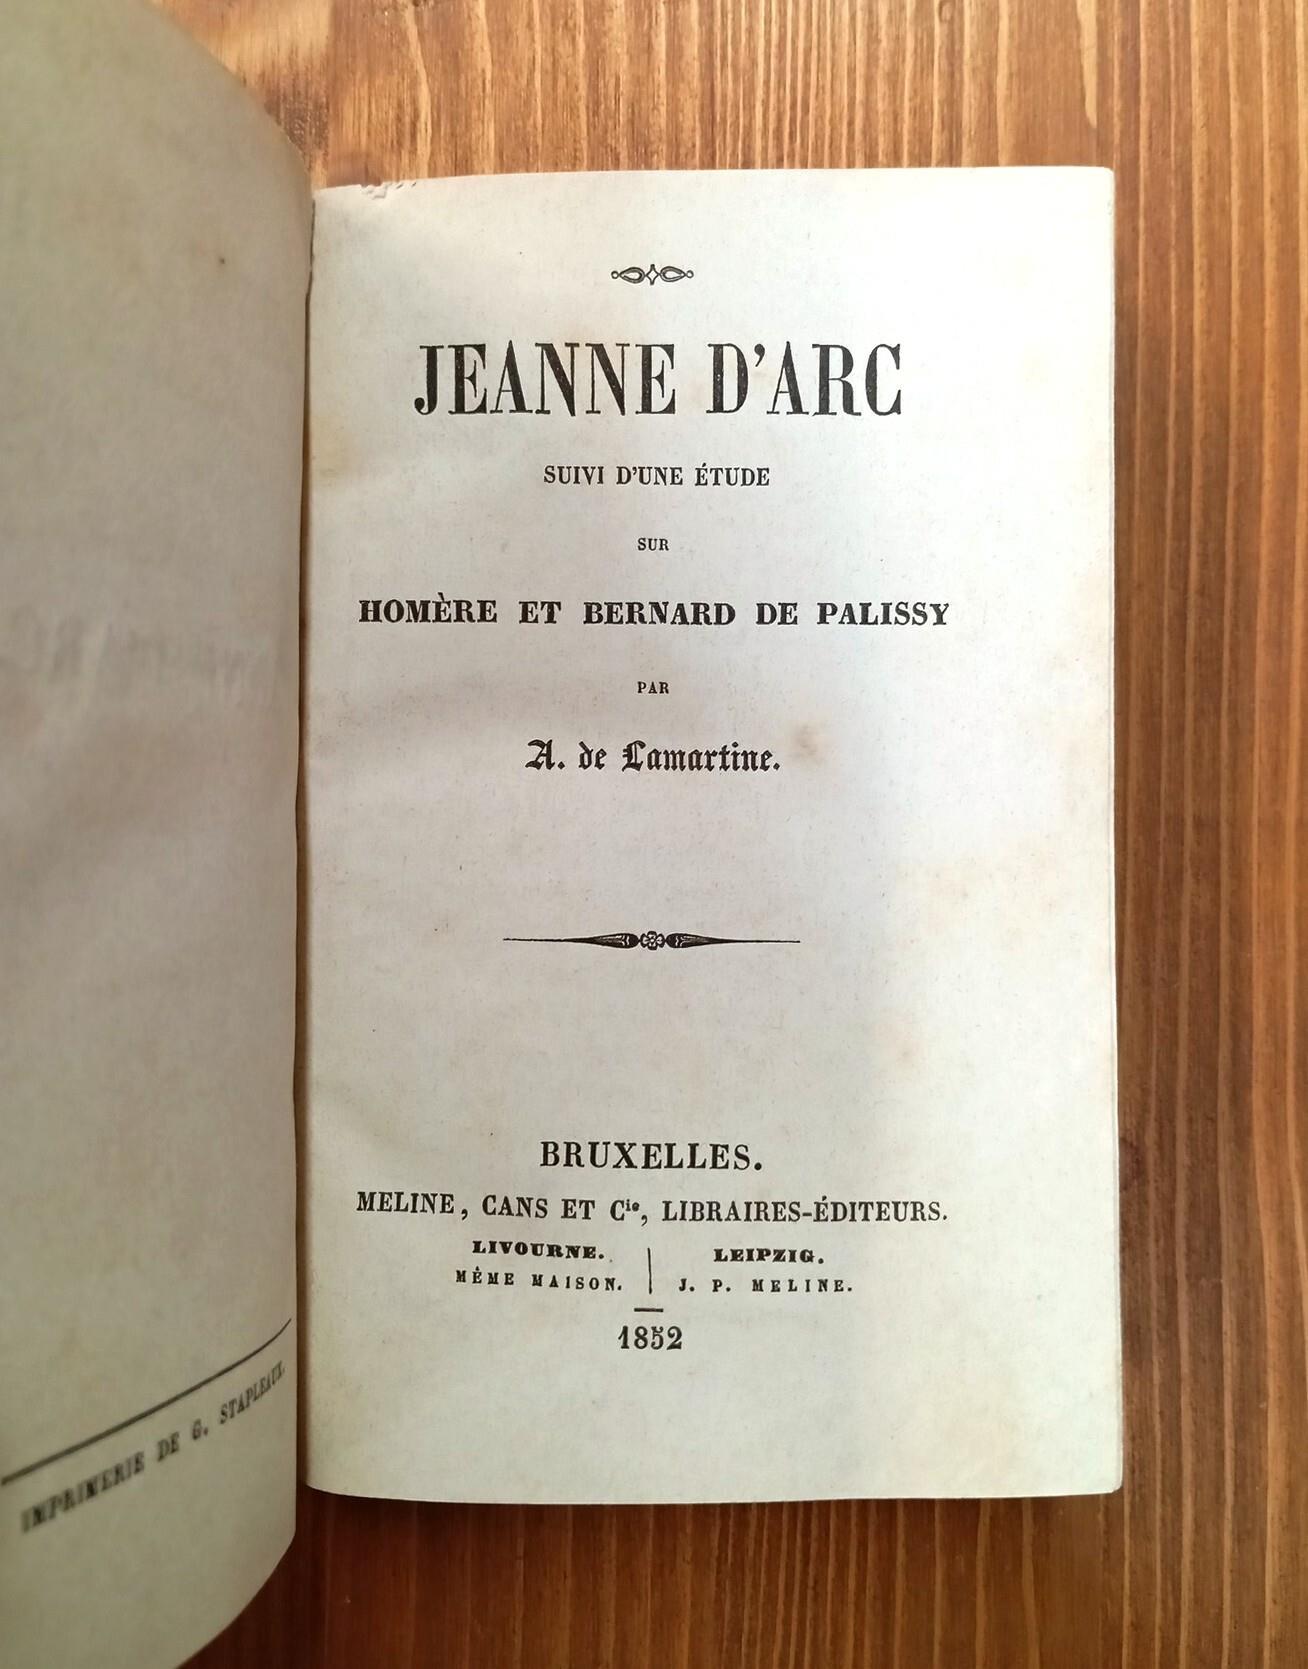 IMPRIMERIE DE G. STAPLEAUX.
JEANNE D'ARC
SUIVI D'UNE ÉTUDE
SUR
HOMÈRE ET BERNARD DE PALISSY
PAR
A. de Lamartine.
BRUXELLES.
MELINE, CANS ET Cie, LIBRAIRES-ÉDITEURS.
LIVOURNE. | LEIPZIG.
MÊME MAISON. | J. P. MELINE.
1852